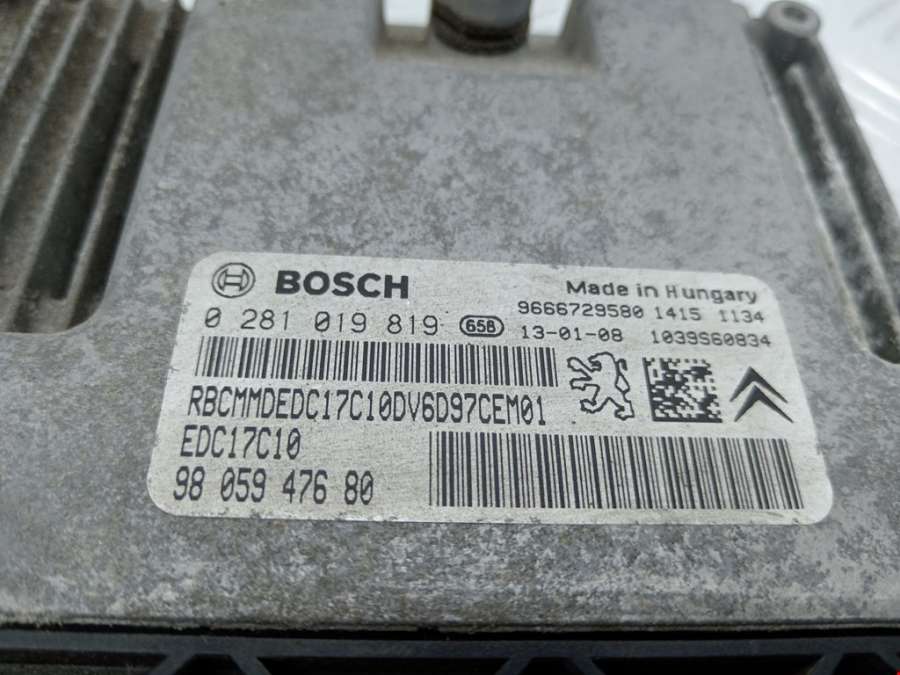 BOSCH
Made in Hungary
0 281 019 819 658
9666729580 1415 1134
13-01-08 1039S60834
RBCMMDEDC17C10DV6D97CEM01
EDC17C10
98 059 476 80